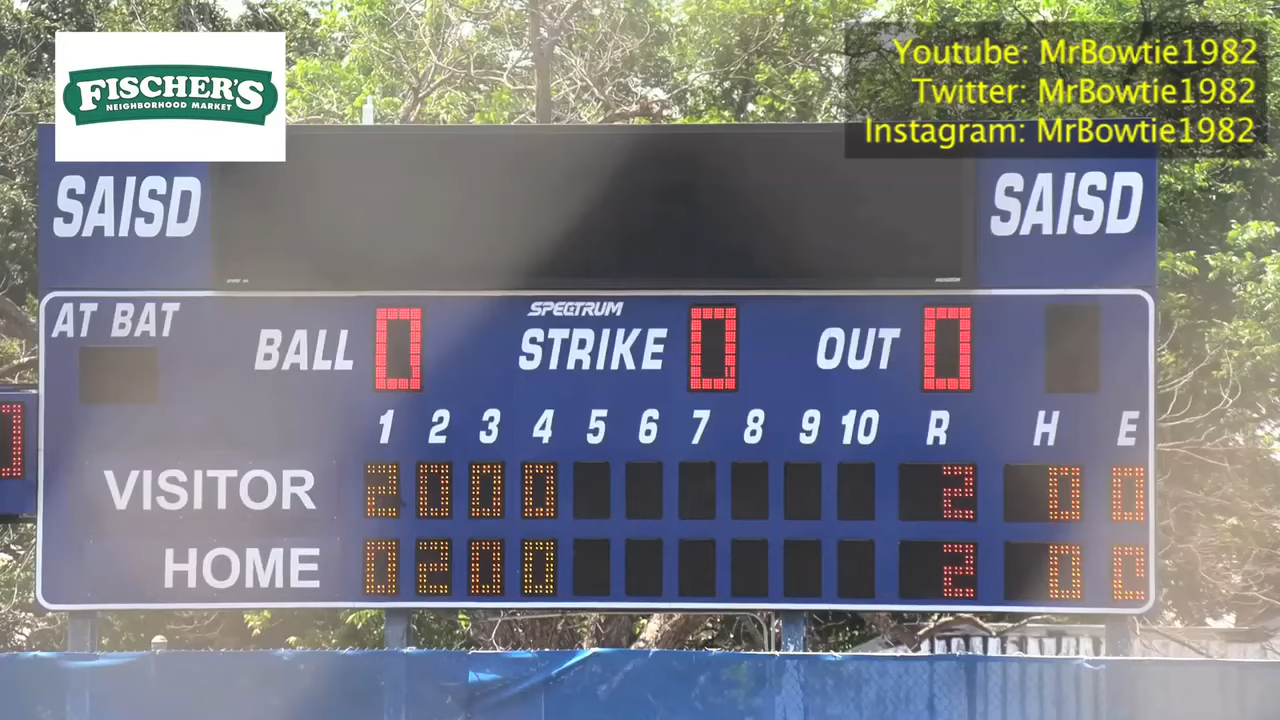 Youtube: MrBowtie1982
Twitter: MrBowtie1982
Instagram: MrBowtie1982
FISCHER'S
NEIGHBORHOOD MARKET
SAISD
SAISD
AT BAT
SPECTRUM
BALL 0 STRIKE 0 OUT 0
1 2 3 4 5 6 7 8 9 10 R H E
VISITOR 2 0 0 0 2 0 0
HOME 0 2 0 0 2 0